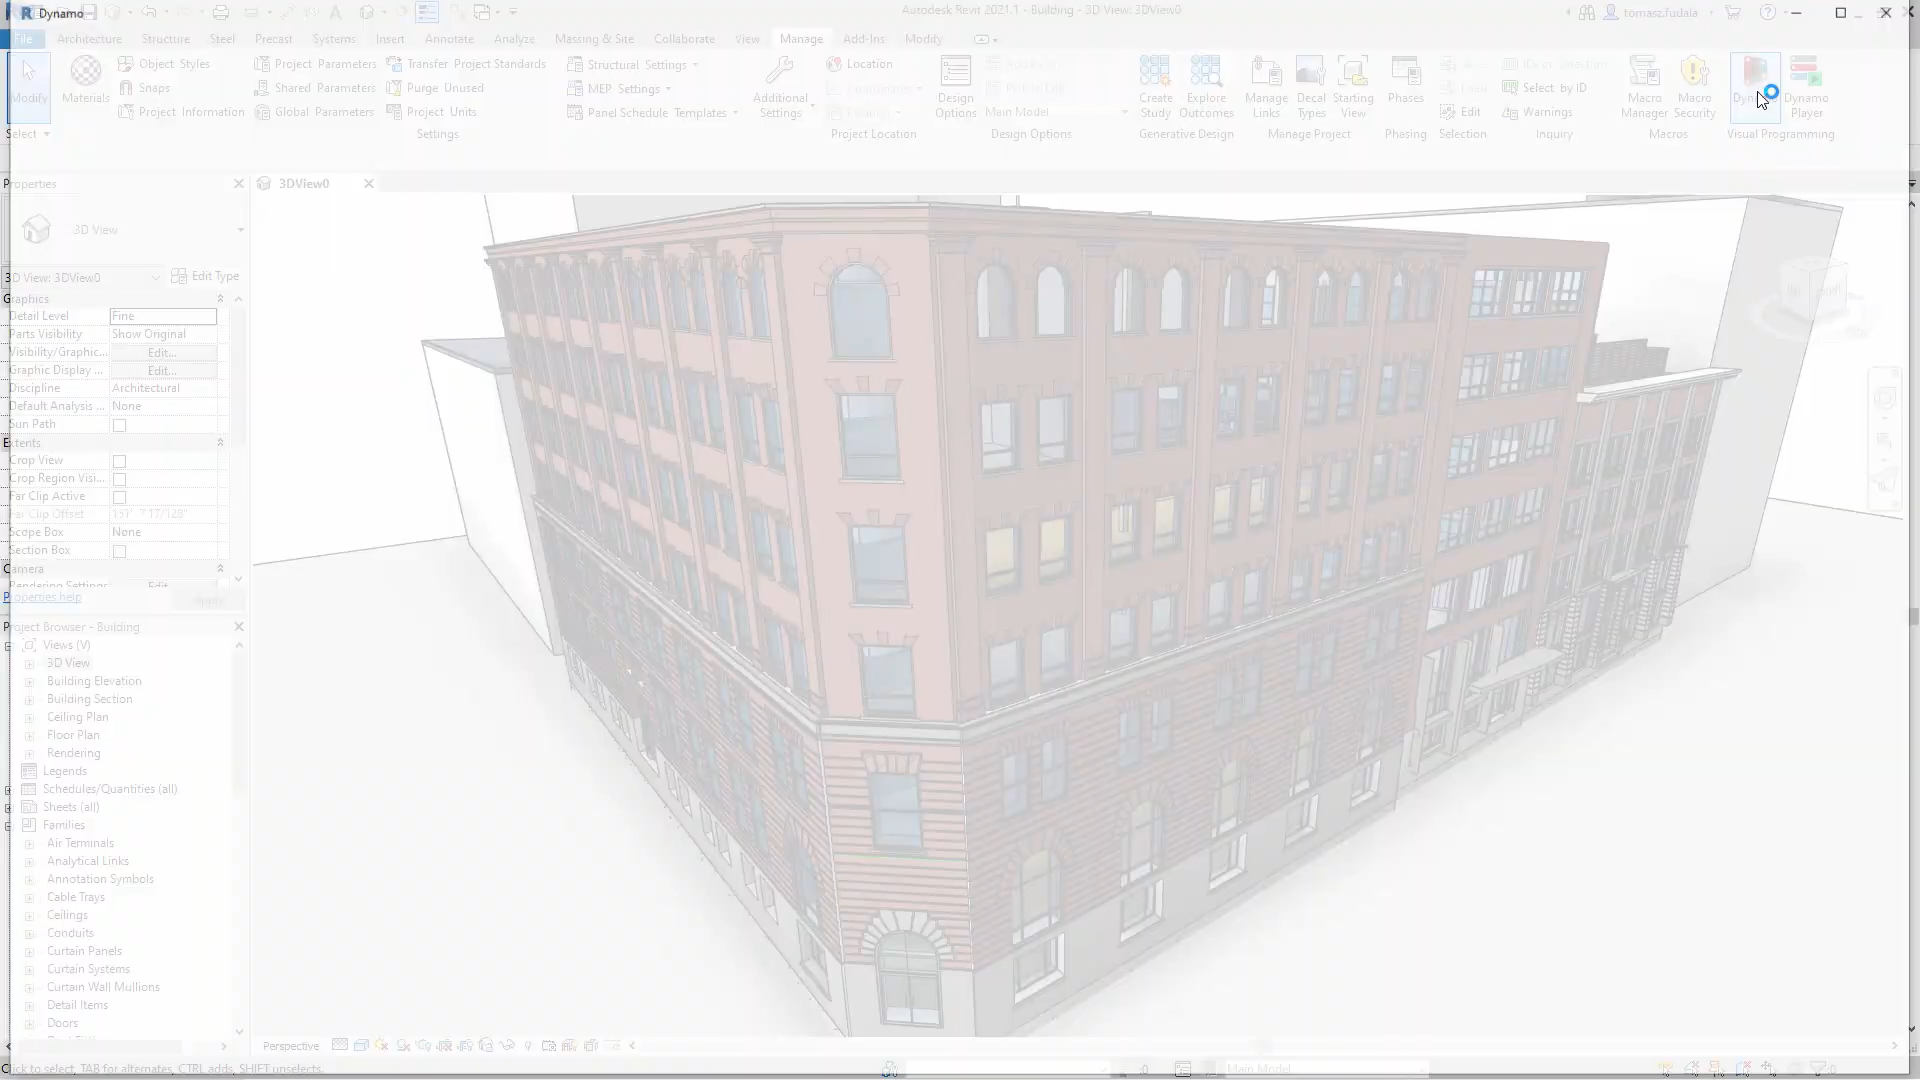 Dynamo
Autodesk Revit 2021.1 - Building - 3D View: 3DView0
tomasz.fudala
File Architecture Structure Steel Precast Systems Insert Annotate Analyze Massing & Site Collaborate View Manage Add-Ins Modify
Modify
Materials
Object Styles
Snaps
Project Information
Project Parameters
Shared Parameters
Global Parameters
Transfer Project Standards
Purge Unused
Project Units
Structural Settings
MEP Settings
Panel Schedule Templates
Additional Settings
Location
Design Options
Main Model
Create Study
Explore Outcomes
Manage Links
Decal Types
Starting View
Phases
Edit
Select by ID
Warnings
Macro Manager
Macro Security
Dynamo Player
Select
Settings
Project Location
Design Options
Generative Design
Manage Project
Phasing
Selection
Inquiry
Macros
Visual Programming
Properties
3DView0
3D View
3D View: 3DView0
Edit Type
Graphics
Detail Level Fine
Parts Visibility Show Original
Visibility/Graphic... Edit...
Graphic Display ... Edit...
Discipline Architectural
Default Analysis ... None
Sun Path
Extents
Crop View
Crop Region Visi...
Far Clip Active
Far Clip Offset
Scope Box None
Section Box
Camera
Rendering Settings Edit...
Properties help
Apply
Project Browser - Building
Views (V)
3D View
Building Elevation
Building Section
Ceiling Plan
Floor Plan
Rendering
Legends
Schedules/Quantities (all)
Sheets (all)
Families
Air Terminals
Analytical Links
Annotation Symbols
Cable Trays
Ceilings
Conduits
Curtain Panels
Curtain Systems
Curtain Wall Mullions
Detail Items
Doors
Perspective
Click to select, TAB for alternates, CTRL adds, SHIFT unselects.
:0
Main Model